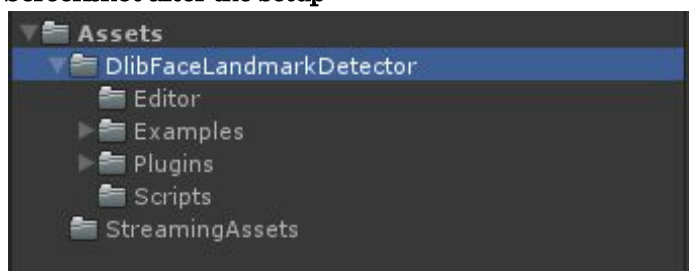 Screenshot after the setup
Assets
DlibFaceLandmarkDetector
Editor
Examples
Plugins
Scripts
StreamingAssets